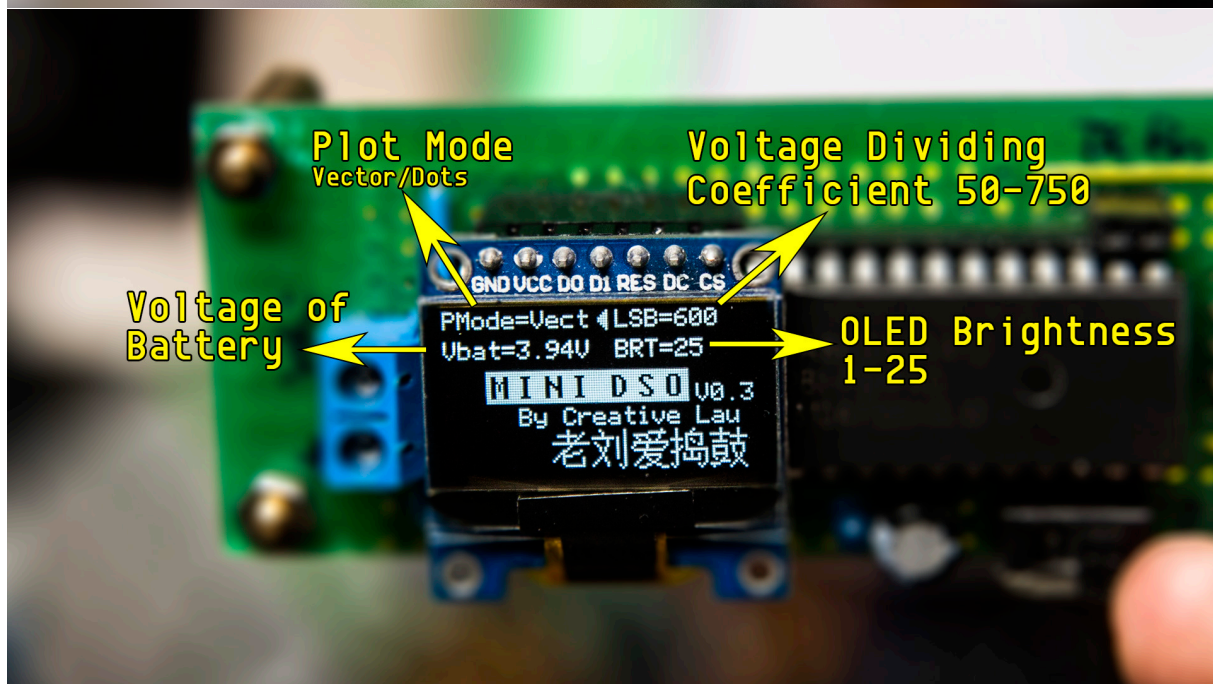 Plot Mode
Vector/Dots
Voltage Dividing
Coefficient 50-750
GND VCC D0 D1 RES DC CS
Voltage of
Battery
PMode=Vect LSB=600
Vbat=3.94V BRT=25
OLED Brightness
1-25
MINI DSO V0.3
By Creative Lau
老刘爱捣鼓